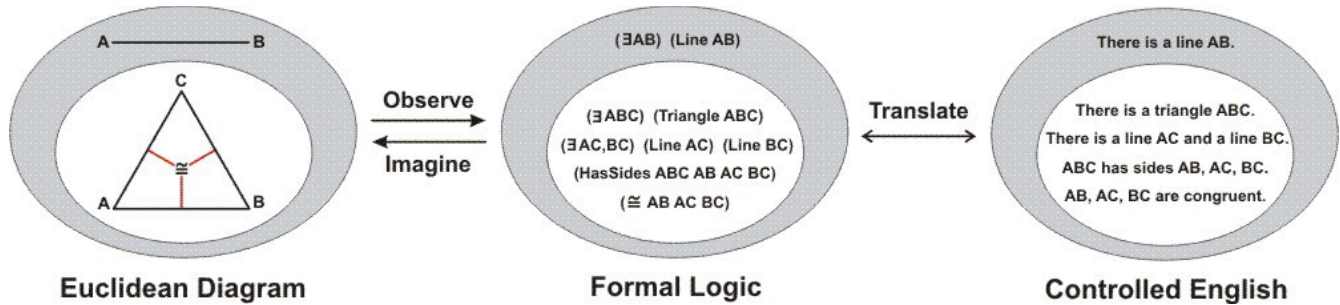 A B
C
≅
A B
Euclidean Diagram
Observe
Imagine
(∃AB) (Line AB)
(∃ABC) (Triangle ABC)
(∃AC,BC) (Line AC) (Line BC)
(HasSides ABC AB AC BC)
(≅ AB AC BC)
Formal Logic
Translate
There is a line AB.
There is a triangle ABC.
There is a line AC and a line BC.
ABC has sides AB, AC, BC.
AB, AC, BC are congruent.
Controlled English